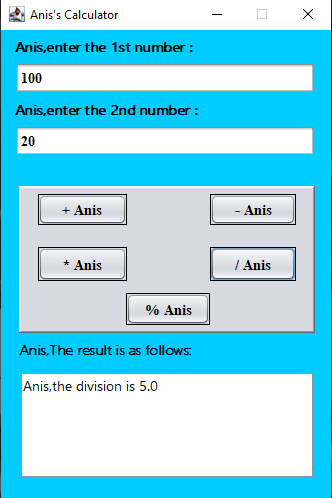 Anis's Calculator
Anis,enter the 1st number :
100
Anis,enter the 2nd number :
20
+ Anis
- Anis
* Anis
/ Anis
% Anis
Anis,The result is as follows:
Anis,the division is 5.0